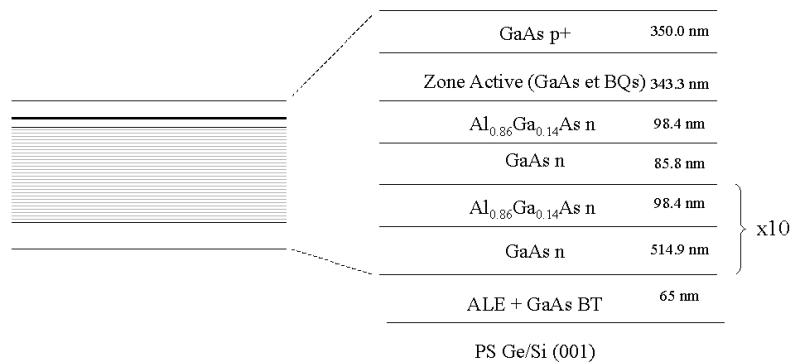 GaAs p+ 350.0 nm
Zone Active (GaAs et BQs) 343.3 nm
Al0.86Ga0.14As n 98.4 nm
GaAs n 85.8 nm
Al0.86Ga0.14As n 98.4 nm
x10
GaAs n 514.9 nm
ALE + GaAs BT 65 nm
PS Ge/Si (001)